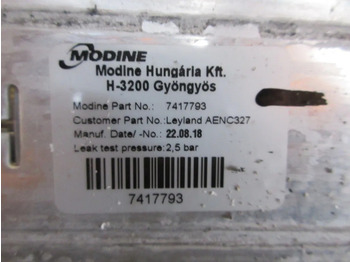 MODINE
Modine Hungária Kft.
H-3200 Gyöngyös
Modine Part No.: 7417793
Customer Part No.:Leyland AENC327
Manuf. Date/ -No.: 22.08.18
Leak test pressure:2,5 bar
7417793